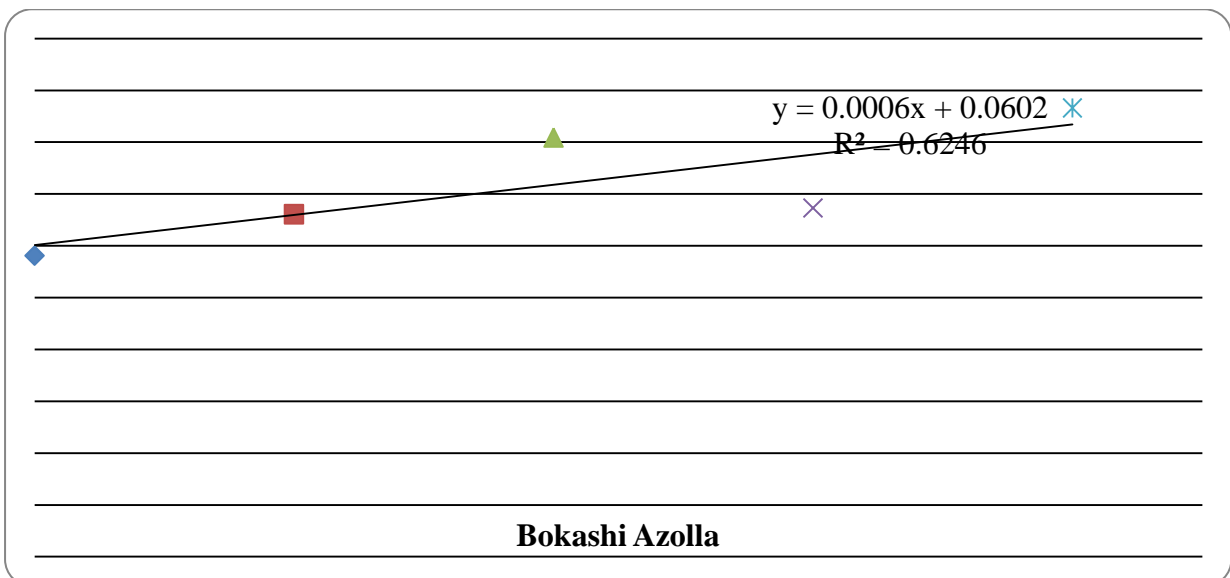 y = 0.0006x + 0.0602
R² = 0.6246
Bokashi Azolla